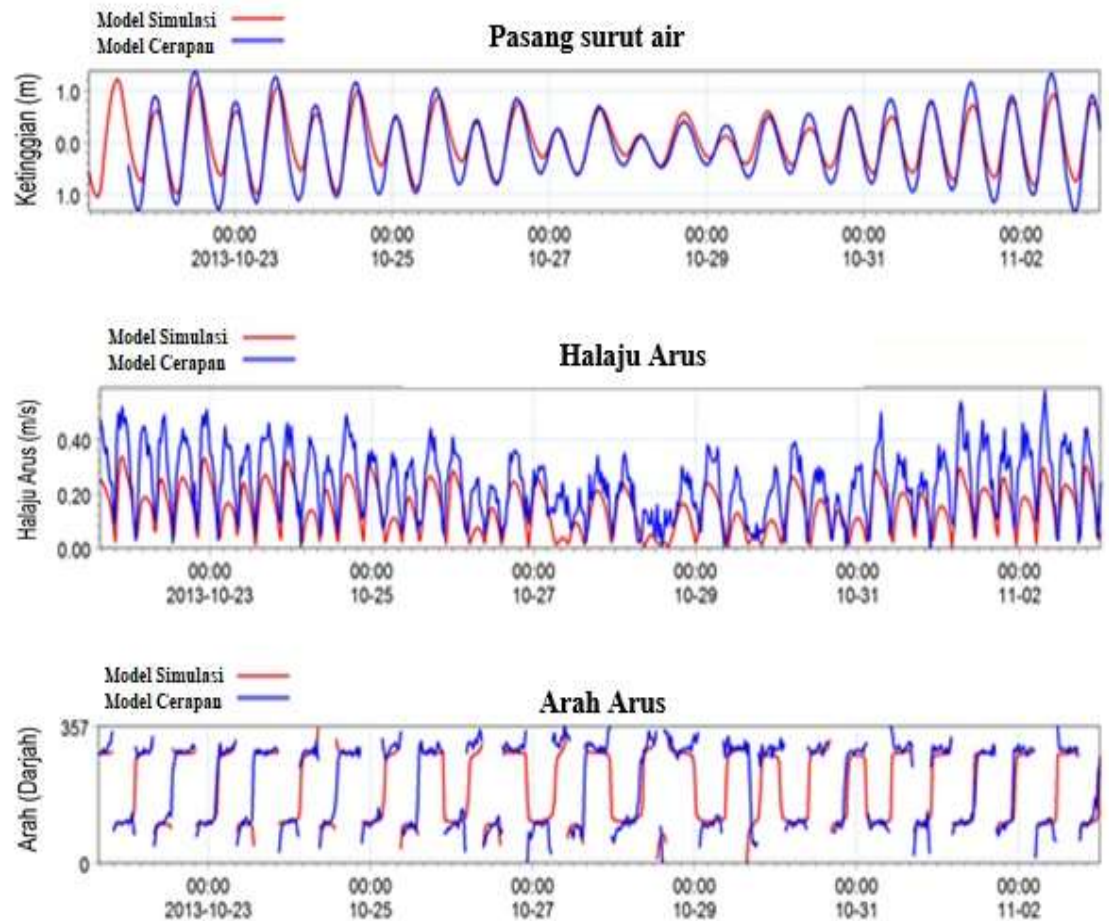 Model Simulasi
Model Cerapan
Pasang surut air
Ketinggian (m)
1.0
0.0
1.0
00:00 00:00 00:00 00:00 00:00 00:00
2013-10-23 10-25 10-27 10-29 10-31 11-02
Model Simulasi
Model Cerapan
Halaju Arus
Halaju Arus (m/s)
0.40
0.20
0.00
00:00 00:00 00:00 00:00 00:00 00:00
2013-10-23 10-25 10-27 10-29 10-31 11-02
Model Simulasi
Model Cerapan
Arah Arus
Arah (Darjah)
357
0
00:00 00:00 00:00 00:00 00:00 00:00
2013-10-23 10-25 10-27 10-29 10-31 11-02